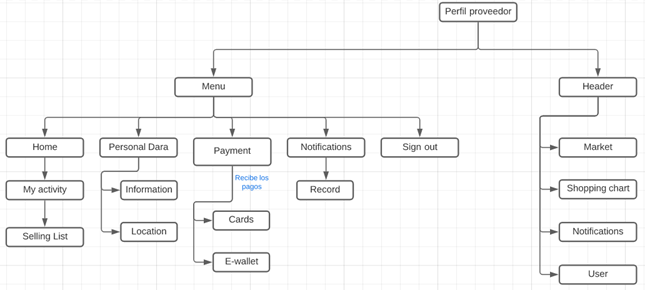 Perfil proveedor
Menu
Header
Home
Personal Dara
Payment
Notifications
Sign out
Market
My activity
Information
Recibe los
pagos
Record
Shopping chart
Selling List
Location
Cards
Notifications
E-wallet
User